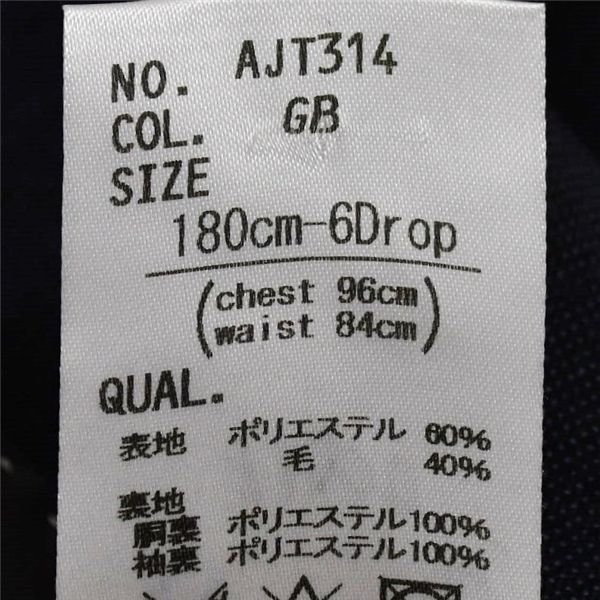 NO. AJT314
COL. GB
SIZE
180cm-6Drop
(chest 96cm
waist 84cm)
QUAL.
表地 ポリエステル 60%
毛 40%
裏地
胴裏 ポリエステル100%
袖裏 ポリエステル100%